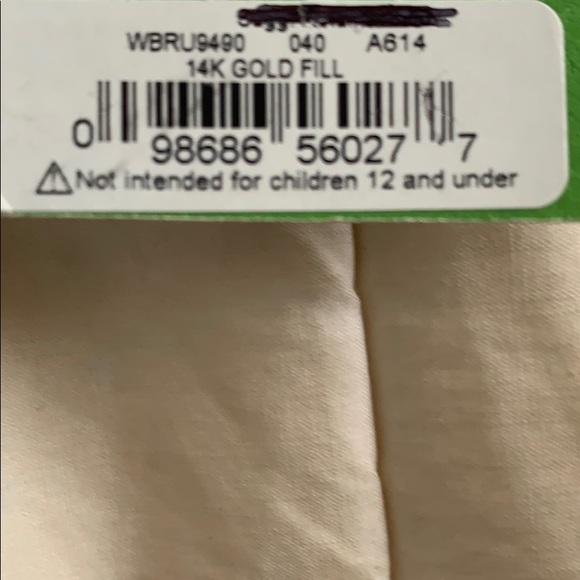 WBRU9490 040 A614
14K GOLD FILL
0 98686 56027 7
Not intended for children 12 and under